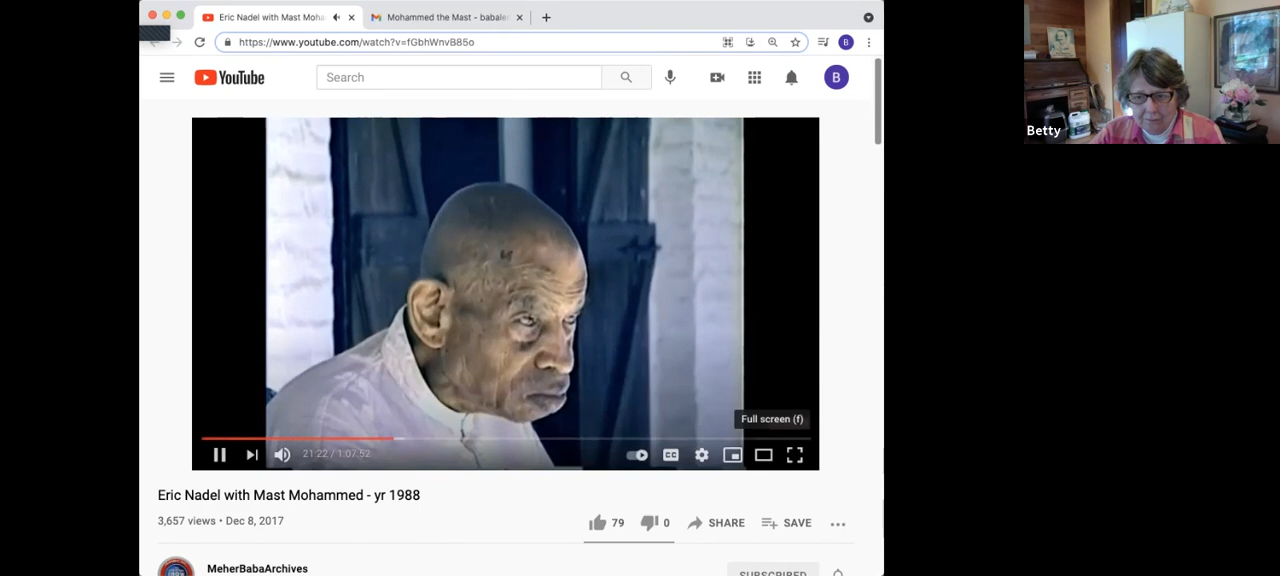 Eric Nadel with Mast Moha
Mohammed the Mast - babale
https://www.youtube.com/watch?v=fGbhWnvB85o
B
YouTube
Search
B
Betty
Full screen (f)
21:22 / 1:07:52
CC
Eric Nadel with Mast Mohammed - yr 1988
3,657 views • Dec 8, 2017
79
0
SHARE
SAVE
MeherBabaArchives
SUBSCRIBED